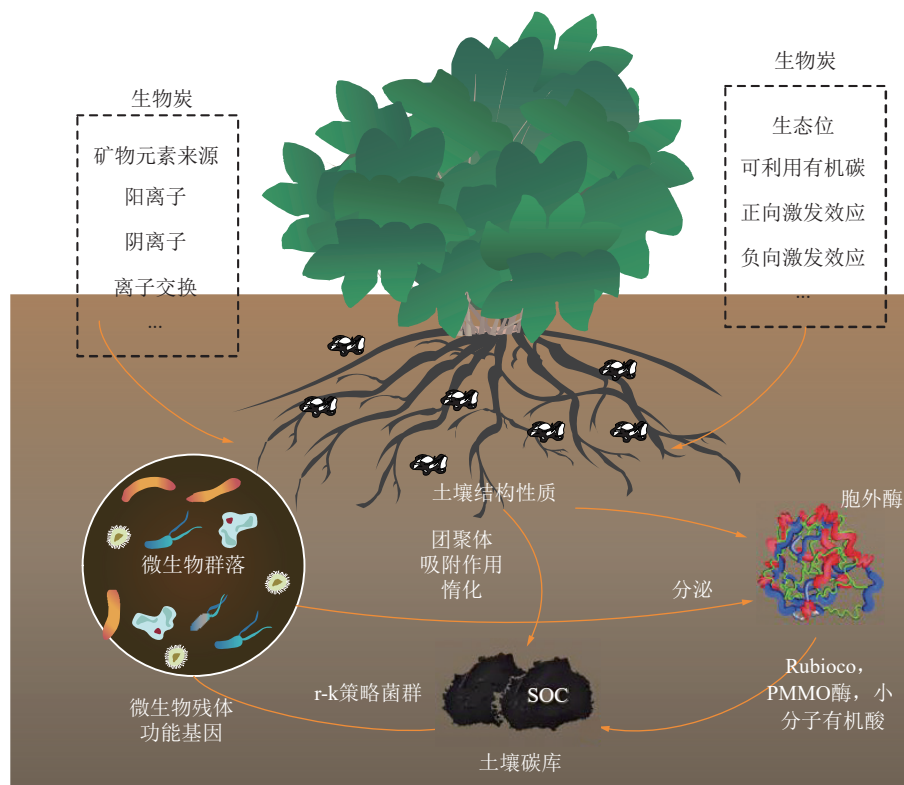 生物炭
矿物元素来源
阳离子
阴离子
离子交换
...
生物炭
生态位
可利用有机碳
正向激发效应
负向激发效应
...
土壤结构性质
胞外酶
团聚体
吸附作用
惰化
微生物群落
分泌
SOC
r-k策略菌群
Rubioco，
PMMO酶，小
分子有机酸
微生物残体
功能基因
土壤碳库